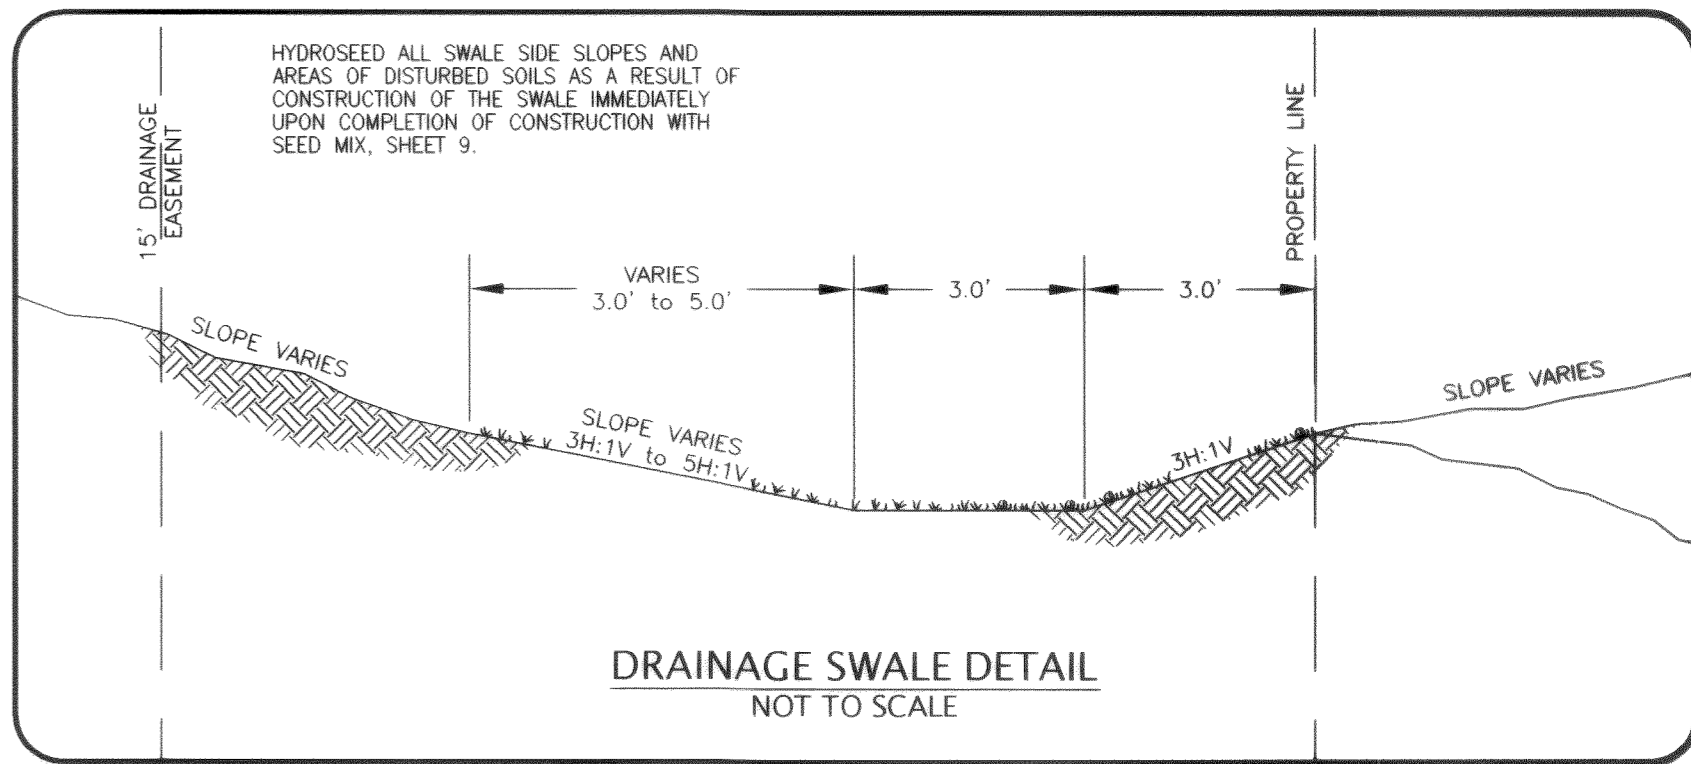 HYDROSEED ALL SWALE SIDE SLOPES AND
AREAS OF DISTURBED SOILS AS A RESULT OF
CONSTRUCTION OF THE SWALE IMMEDIATELY
UPON COMPLETION OF CONSTRUCTION WITH
SEED MIX, SHEET 9.
15' DRAINAGE
EASEMENT
PROPERTY LINE
VARIES
3.0' to 5.0'
3.0'
3.0'
SLOPE VARIES
SLOPE VARIES
3H:1V to 5H:1V
3H:1V
SLOPE VARIES
DRAINAGE SWALE DETAIL
NOT TO SCALE